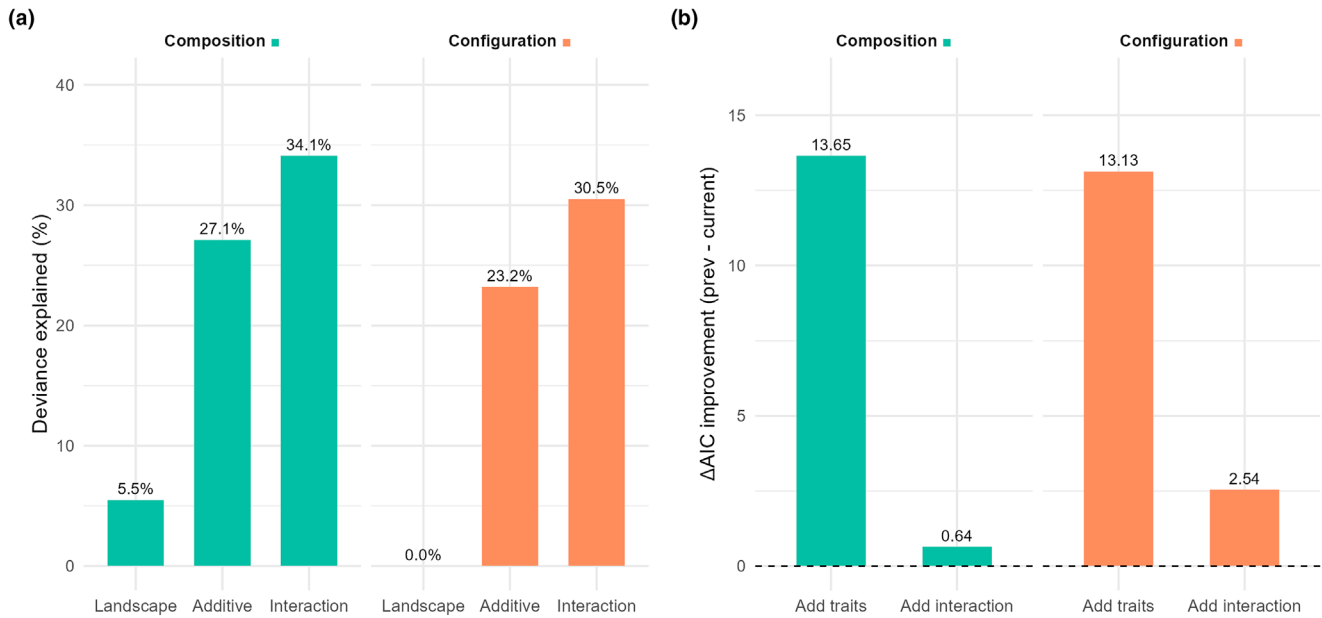 (a)
Composition
Configuration
Deviance explained (%)
40
30
20
10
0
5.5%
27.1%
34.1%
0.0%
23.2%
30.5%
Landscape
Additive
Interaction
Landscape
Additive
Interaction
(b)
Composition
Configuration
ΔAIC improvement (prev - current)
15
10
5
0
13.65
0.64
13.13
2.54
Add traits
Add interaction
Add traits
Add interaction